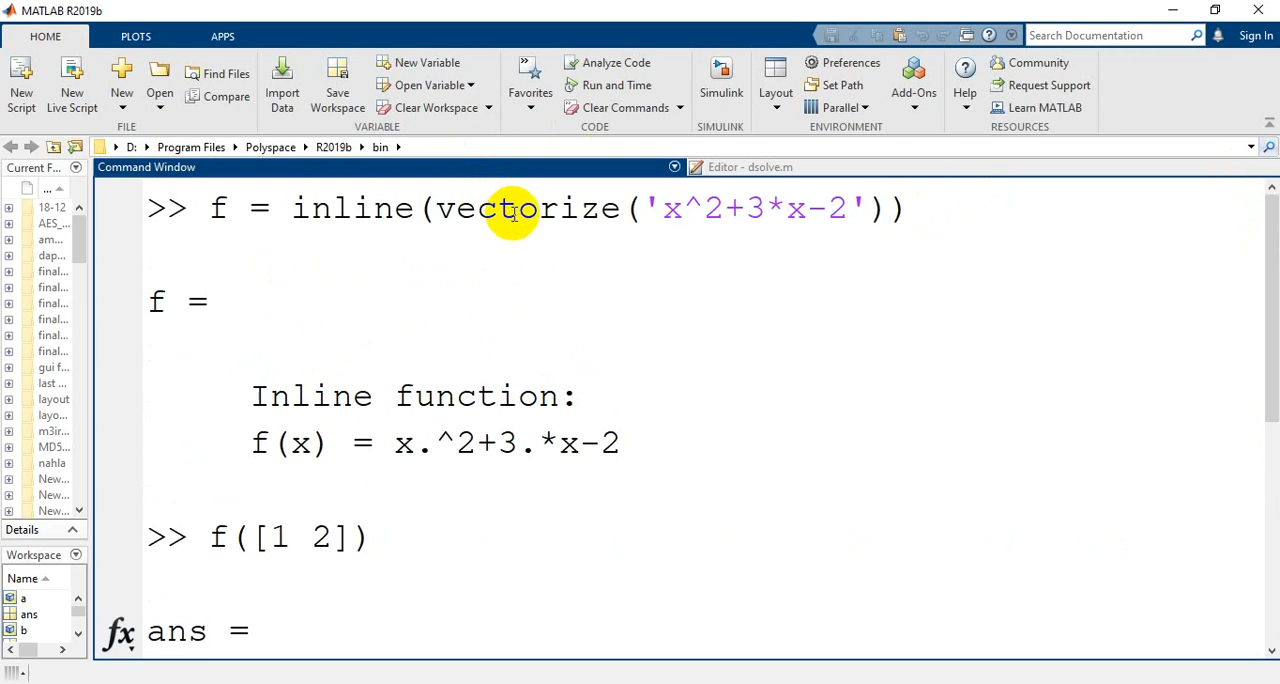 MATLAB R2019b
HOME PLOTS APPS Search Documentation Sign In
New Script
New Live Script
New
Open
Find Files
Compare
FILE
Import Data
Save Workspace
New Variable
Open Variable
Clear Workspace
VARIABLE
Favorites
Analyze Code
Run and Time
Clear Commands
CODE
Simulink
SIMULINK
Layout
Preferences
Set Path
Parallel
ENVIRONMENT
Add-Ons
Help
Community
Request Support
Learn MATLAB
RESOURCES
D: Program Files Polyspace R2019b bin
Current F...
...
18-12
AES_...
am...
dap...
final...
final...
final...
final...
final...
final...
gui f...
last ...
layout
layo...
m3ir...
MD5...
nahla
New...
New...
New...
Details
Workspace
Name
a
ans
b
Command Window
Editor - dsolve.m
>> f = inline(vectorize('x^2+3*x-2'))
f =
Inline function:
f(x) = x.^2+3.*x-2
>> f([1 2])
fx ans =